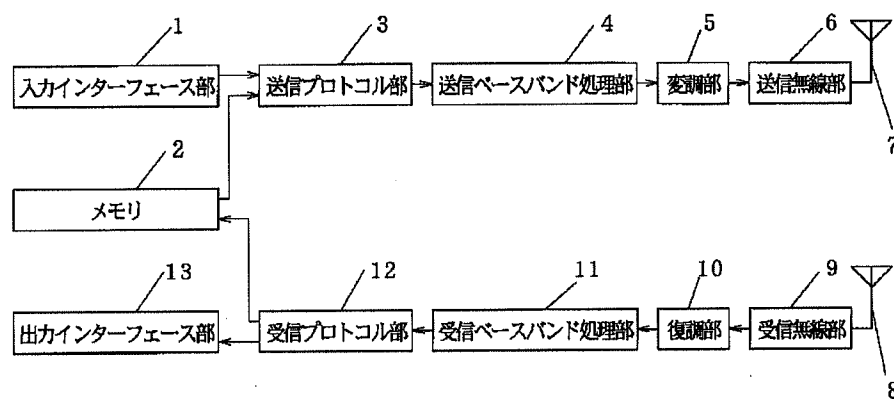 1
3
4
5
6
入力インターフェース部
送信プロトコル部
送信ベースバンド処理部
変調部
送信無線部
7
2
メモリ
13
12
11
10
9
出力インターフェース部
受信プロトコル部
受信ベースバンド処理部
復調部
受信無線部
8